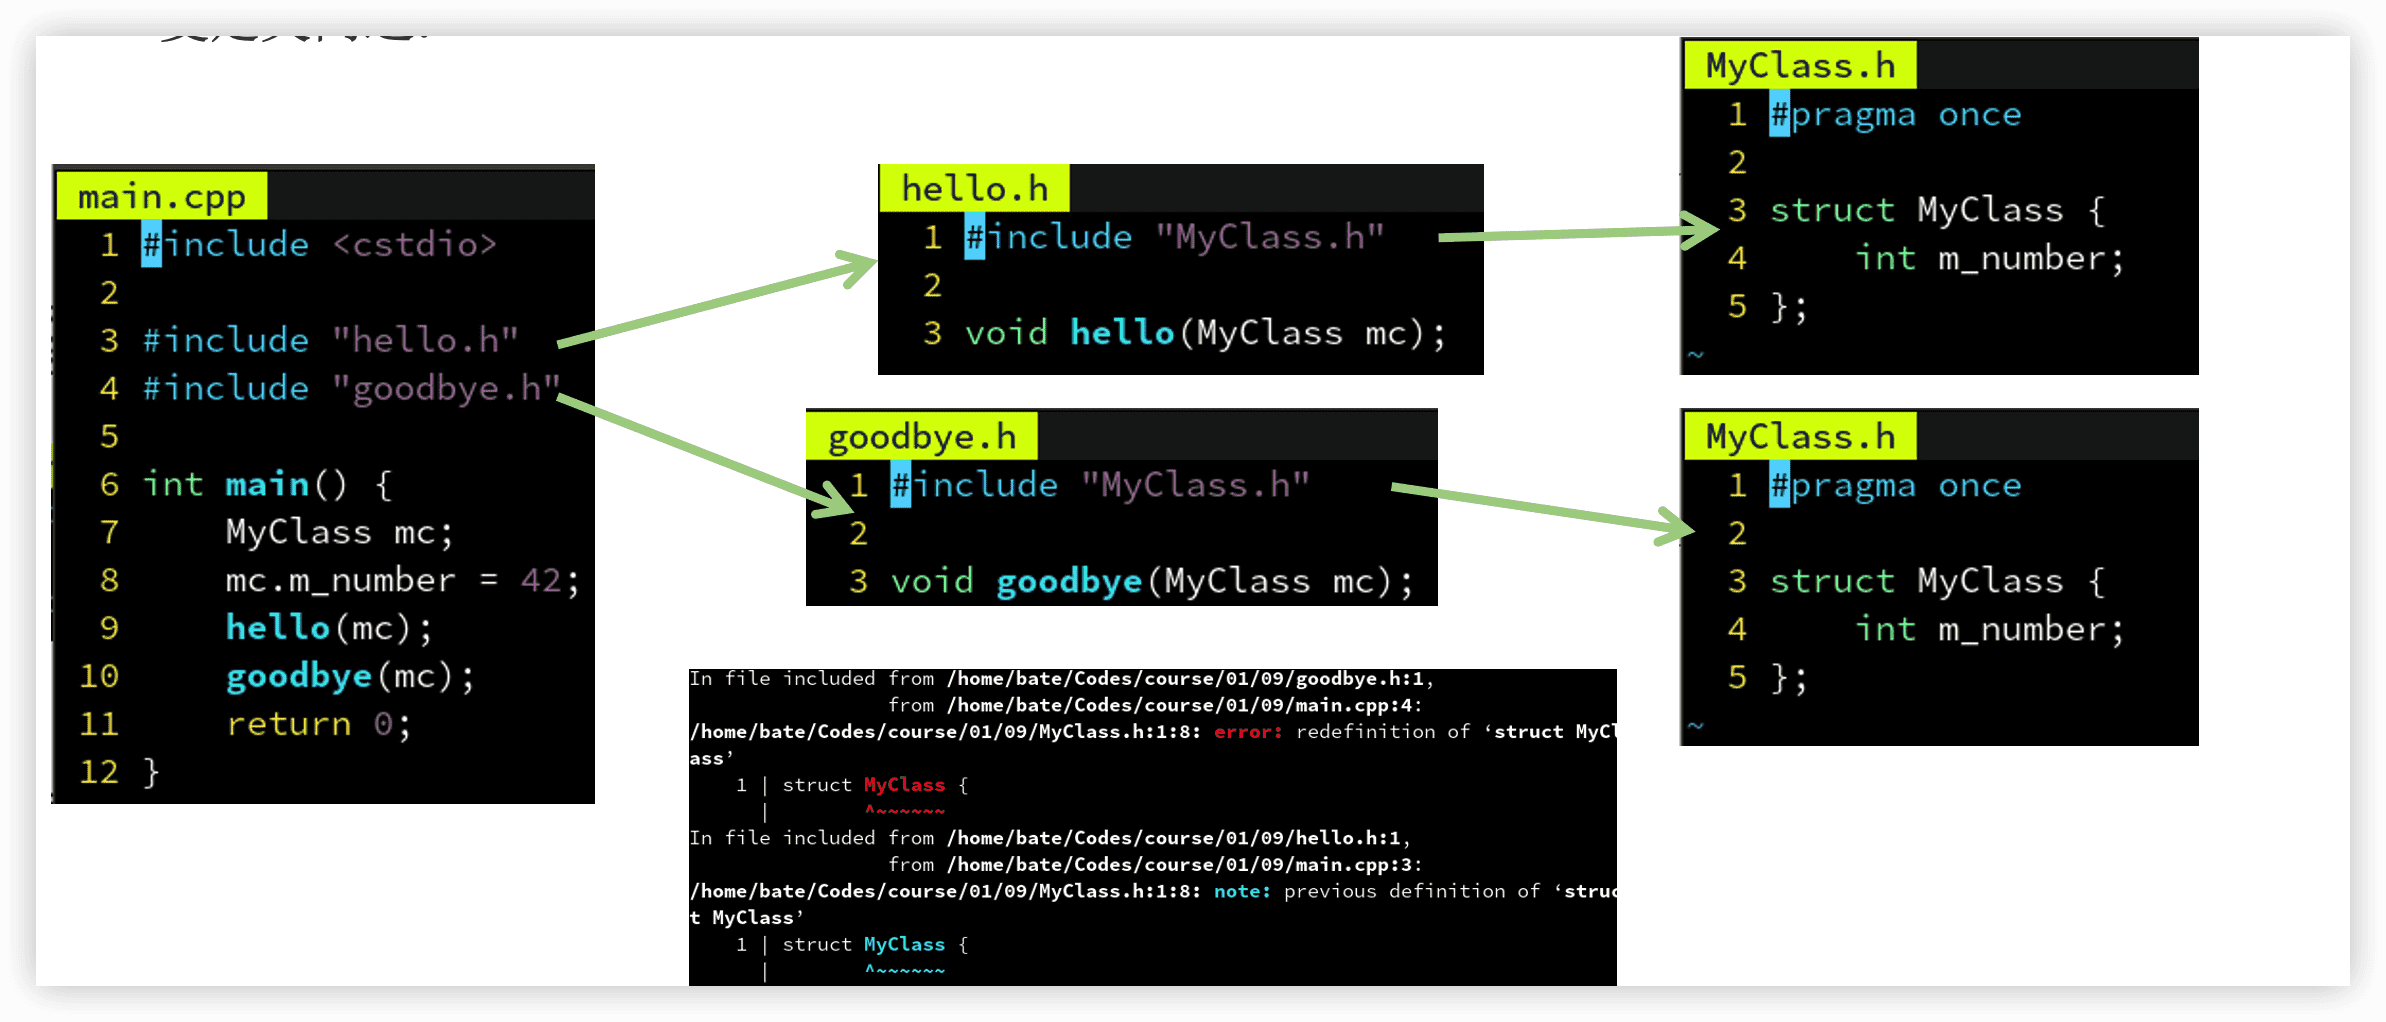 main.cpp
1 #include <cstdio>
2
3 #include "hello.h"
4 #include "goodbye.h"
5
6 int main() {
7     MyClass mc;
8     mc.m_number = 42;
9     hello(mc);
10     goodbye(mc);
11     return 0;
12 }
hello.h
1 #include "MyClass.h"
2
3 void hello(MyClass mc);
MyClass.h
1 #pragma once
2
3 struct MyClass {
4     int m_number;
5 };
~
goodbye.h
1 #include "MyClass.h"
2
3 void goodbye(MyClass mc);
MyClass.h
1 #pragma once
2
3 struct MyClass {
4     int m_number;
5 };
~
In file included from /home/bate/Codes/course/01/09/goodbye.h:1,
                 from /home/bate/Codes/course/01/09/main.cpp:4:
/home/bate/Codes/course/01/09/MyClass.h:1:8: error: redefinition of ‘struct MyCl
ass’
    1 | struct MyClass {
      |        ^~~~~~~
In file included from /home/bate/Codes/course/01/09/hello.h:1,
                 from /home/bate/Codes/course/01/09/main.cpp:3:
/home/bate/Codes/course/01/09/MyClass.h:1:8: note: previous definition of ‘struc
t MyClass’
    1 | struct MyClass {
      |        ^~~~~~~